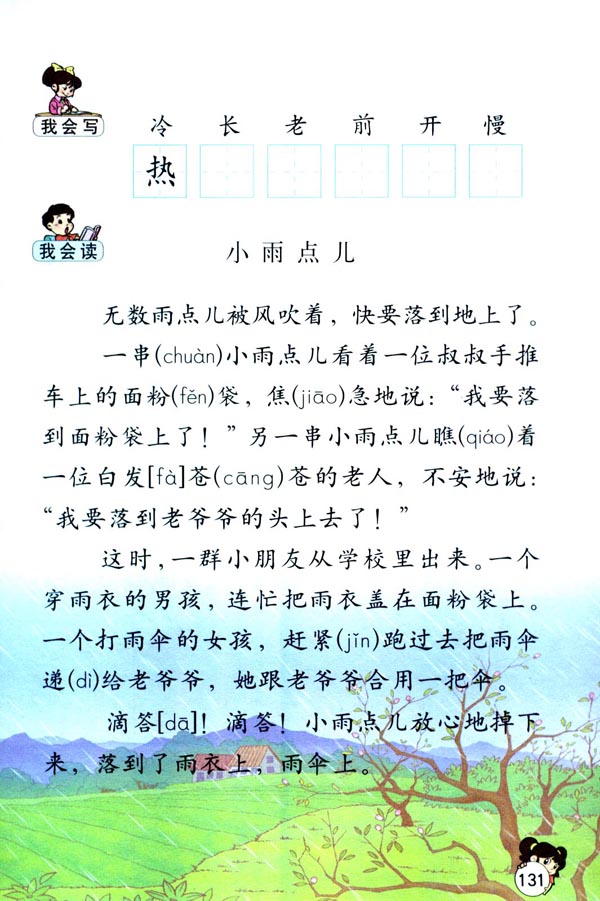 我会写
冷 长 老 前 开 慢
热
我会读
小雨点儿
无数雨点儿被风吹着，快要落到地上了。
一串(chuàn)小雨点儿看着一位叔叔手推
车上的面粉(fěn)袋，焦(jiāo)急地说：“我要落
到面粉袋上了！”另一串小雨点儿瞧(qiáo)着
一位白发[fà]苍(cāng)苍的老人，不安地说：
“我要落到老爷爷的头上去了！”
这时，一群小朋友从学校里出来。一个
穿雨衣的男孩，连忙把雨衣盖在面粉袋上。
一个打雨伞的女孩，赶紧(jǐn)跑过去把雨伞
递(dì)给老爷爷，她跟老爷爷合用一把伞。
滴答[dā]！滴答！小雨点儿放心地掉下
来，落到了雨衣上，雨伞上。
131